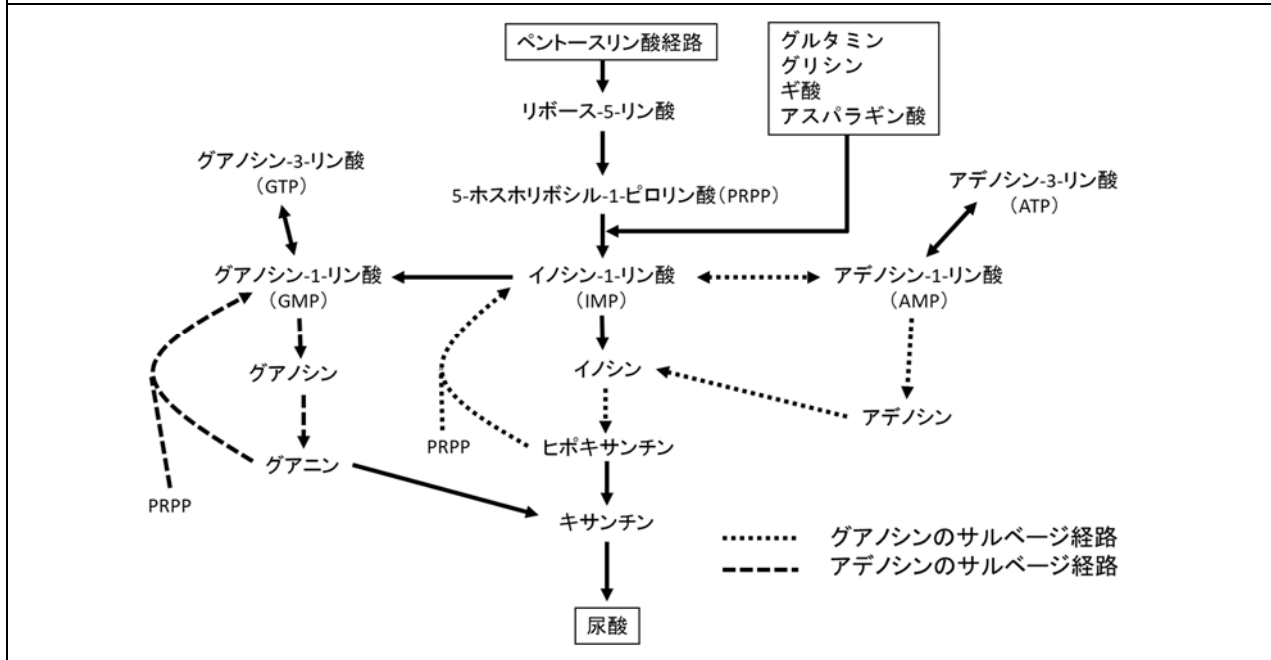 ペントースリン酸経路
グルタミン
グリシン
ギ酸
アスパラギン酸
リボース-5-リン酸
グアノシン-3-リン酸
（GTP）
5-ホスホリボシル-1-ピロリン酸（PRPP）
アデノシン-3-リン酸
（ATP）
グアノシン-1-リン酸
（GMP）
イノシン-1-リン酸
（IMP）
アデノシン-1-リン酸
（AMP）
グアノシン
イノシン
アデノシン
PRPP
ヒポキサンチン
グアニン
PRPP
キサンチン
グアノシンのサルベージ経路
アデノシンのサルベージ経路
尿酸